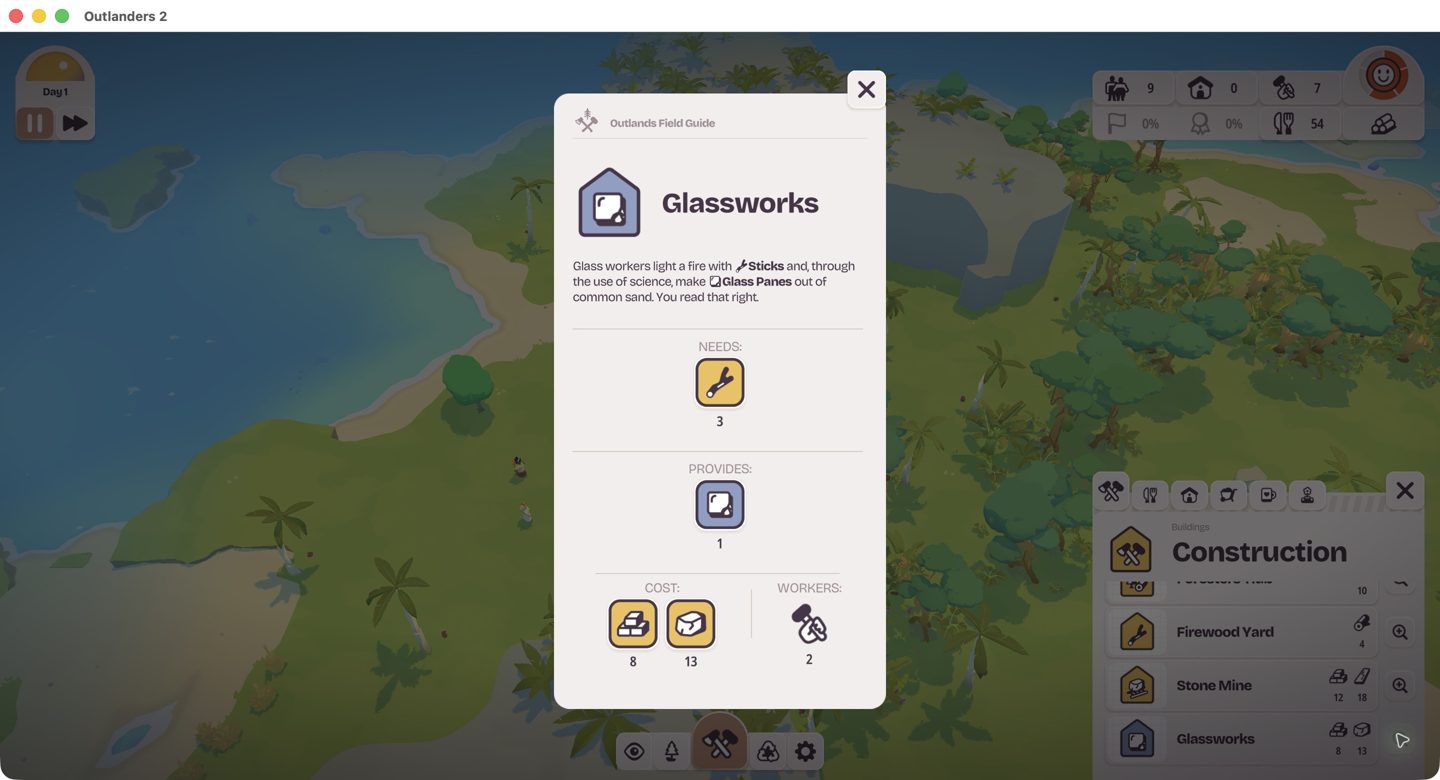 Outlanders 2
Day 1
9
0
7
0%
0%
54
Outlands Field Guide
Glassworks
Glass workers light a fire with Sticks and, through
the use of science, make Glass Panes out of
common sand. You read that right.
NEEDS:
3
PROVIDES:
1
COST:
8
13
WORKERS:
2
Buildings
Construction
10
Firewood Yard
4
Stone Mine
12
18
Glassworks
8
13